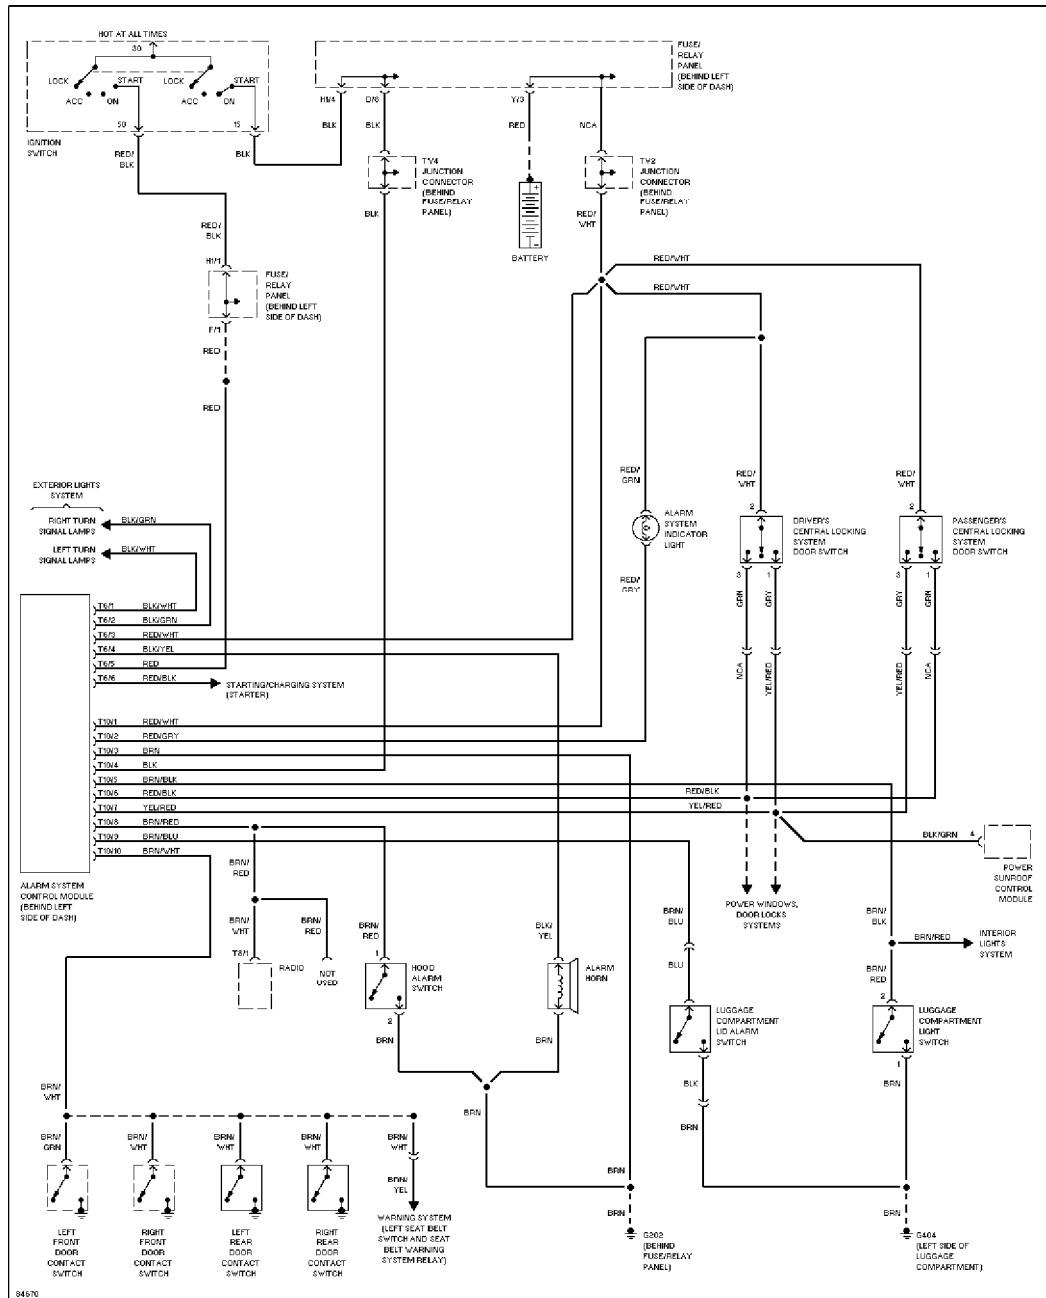 HOT AT ALL TIMES
30
LOCK
START
LOCK
START
ACC
ON
ACC
ON
50
15
IGNITION
SWITCH
RED/
BLK
BLK
FUSE/
RELAY
PANEL
(BEHIND LEFT
SIDE OF DASH)
H1/4
D/8
Y/3
BLK
BLK
RED
NCA
TV4
JUNCTION
CONNECTOR
(BEHIND
FUSE/RELAY
PANEL)
TV2
JUNCTION
CONNECTOR
(BEHIND
FUSE/RELAY
PANEL)
BLK
RED/
WHT
BATTERY
RED/
BLK
H1/1
FUSE/
RELAY
PANEL
(BEHIND LEFT
SIDE OF DASH)
F/1
RED
RED
RED/WHT
RED/WHT
RED/
GRN
RED/
WHT
RED/
WHT
2
2
ALARM
SYSTEM
INDICATOR
LIGHT
DRIVER'S
CENTRAL LOCKING
SYSTEM
DOOR SWITCH
PASSENGER'S
CENTRAL LOCKING
SYSTEM
DOOR SWITCH
RED/
GRY
3
1
3
1
GRN
GRY
GRY
GRN
NCA
YEL/RED
YEL/RED
NCA
EXTERIOR LIGHTS
SYSTEM
RIGHT TURN
SIGNAL LAMPS
BLK/GRN
LEFT TURN
SIGNAL LAMPS
BLK/WHT
T6/1 BLK/WHT
T6/2 BLK/GRN
T6/3 RED/WHT
T6/4 BLK/YEL
T6/5 RED
T6/6 RED/BLK
STARTING/CHARGING SYSTEM
(STARTER)
T10/1 RED/WHT
T10/2 RED/GRY
T10/3 BRN
T10/4 BLK
T10/5 BRN/BLK
T10/6 RED/BLK
T10/7 YEL/RED
T10/8 BRN/RED
T10/9 BRN/BLU
T10/10 BRN/WHT
RED/BLK
YEL/RED
BLK/GRN 4
POWER
SUNROOF
CONTROL
MODULE
ALARM SYSTEM
CONTROL MODULE
(BEHIND LEFT
SIDE OF DASH)
BRN/
RED
POWER WINDOWS,
DOOR LOCKS
SYSTEMS
BRN/
WHT
BRN/
RED
BRN/
RED
BLK/
YEL
BRN/
BLU
BRN/
BLK
BRN/RED
INTERIOR
LIGHTS
SYSTEM
T8/1
RADIO
NOT
USED
1
HOOD
ALARM
SWITCH
2
ALARM
HORN
BLU
BRN/
RED
2
LUGGAGE
COMPARTMENT
LID ALARM
SWITCH
LUGGAGE
COMPARTMENT
LIGHT
SWITCH
1
BRN
BRN
BLK
BRN
BRN
BRN
BRN/
WHT
BRN/
GRN
BRN/
WHT
BRN/
WHT
BRN/
WHT
BRN/
WHT
BRN/
YEL
BRN
BRN
BRN
LEFT
FRONT
DOOR
CONTACT
SWITCH
RIGHT
FRONT
DOOR
CONTACT
SWITCH
LEFT
REAR
DOOR
CONTACT
SWITCH
RIGHT
REAR
DOOR
CONTACT
SWITCH
WARNING SYSTEM
(LEFT SEAT BELT
SWITCH AND SEAT
BELT WARNING
SYSTEM RELAY)
G202
(BEHIND
FUSE/RELAY
PANEL)
G404
(LEFT SIDE OF
LUGGAGE
COMPARTMENT)
84670